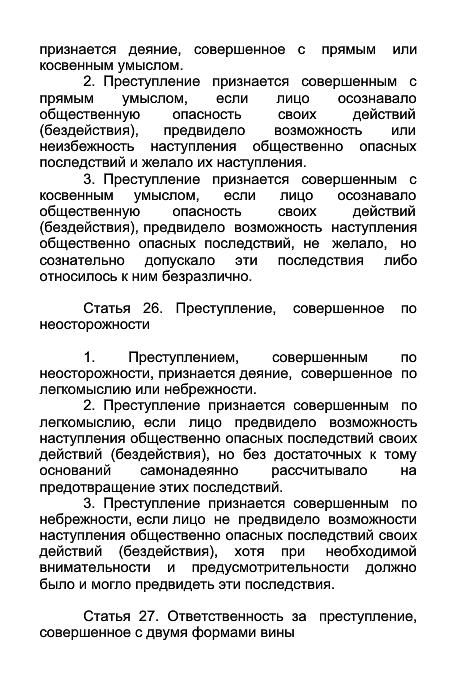 признается деяние, совершенное с прямым или
косвенным умыслом.
2. Преступление признается совершенным с
прямым умыслом, если лицо осознавало
общественную опасность своих действий
(бездействия), предвидело возможность или
неизбежность наступления общественно опасных
последствий и желало их наступления.
3. Преступление признается совершенным с
косвенным умыслом, если лицо осознавало
общественную опасность своих действий
(бездействия), предвидело возможность наступления
общественно опасных последствий, не желало, но
сознательно допускало эти последствия либо
относилось к ним безразлично.
Статья 26. Преступление, совершенное по
неосторожности
1. Преступлением, совершенным по
неосторожности, признается деяние, совершенное по
легкомыслию или небрежности.
2. Преступление признается совершенным по
легкомыслию, если лицо предвидело возможность
наступления общественно опасных последствий своих
действий (бездействия), но без достаточных к тому
оснований самонадеянно рассчитывало на
предотвращение этих последствий.
3. Преступление признается совершенным по
небрежности, если лицо не предвидело возможности
наступления общественно опасных последствий своих
действий (бездействия), хотя при необходимой
внимательности и предусмотрительности должно
было и могло предвидеть эти последствия.
Статья 27. Ответственность за преступление,
совершенное с двумя формами вины